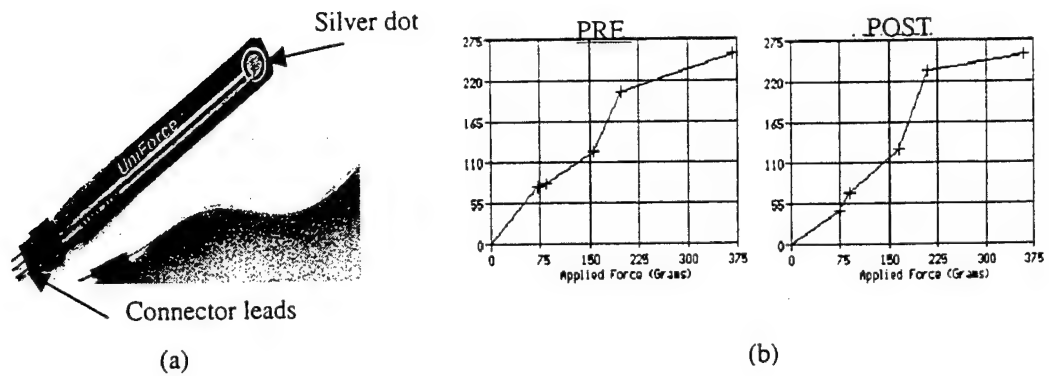 Silver dot
UniForce
Connector leads
(a)
PRE
275
220
165
110
55
0
0 75 150 225 300 375
Applied Force (Grams)
. POST.
275
220
165
110
55
0
0 75 150 225 300 375
Applied Force (Grams)
(b)